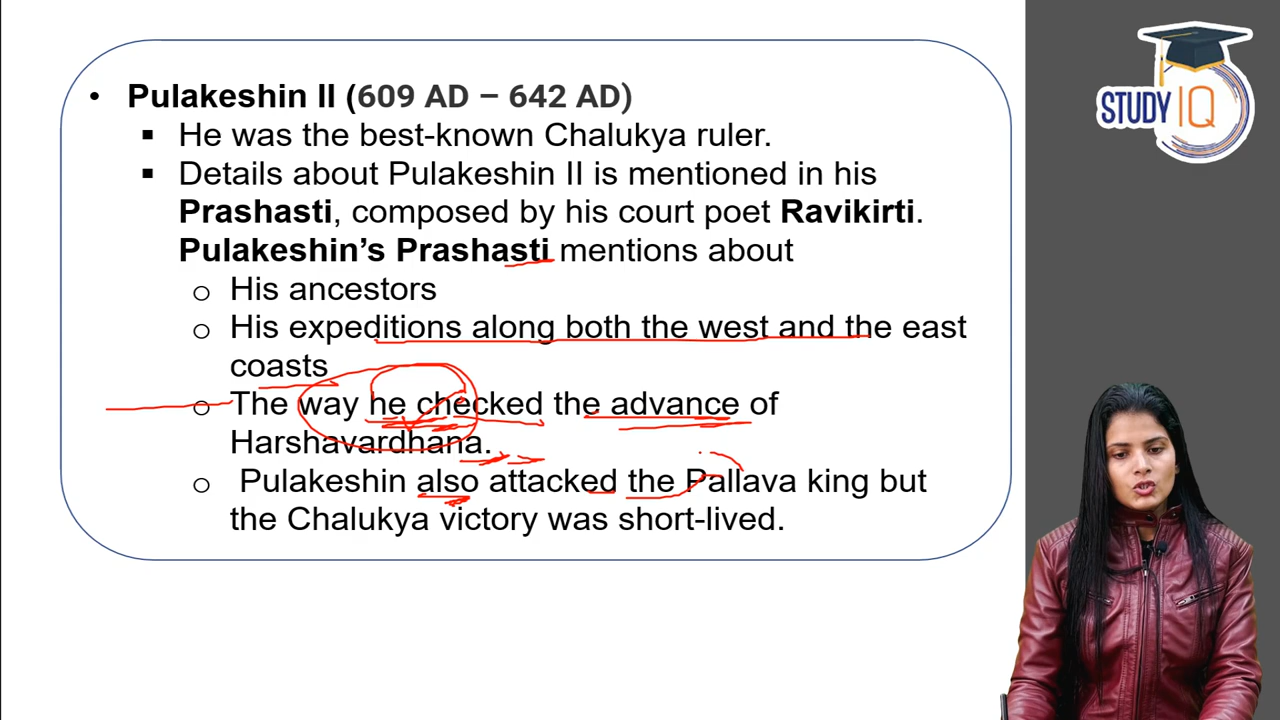 • Pulakeshin II (609 AD – 642 AD)
▪ He was the best-known Chalukya ruler.
▪ Details about Pulakeshin II is mentioned in his
Prashasti, composed by his court poet Ravikirti.
Pulakeshin's Prashasti mentions about
o His ancestors
o His expeditions along both the west and the east
coasts
o The way he checked the advance of
Harshavardhana.
o Pulakeshin also attacked the Pallava king but
the Chalukya victory was short-lived.
STUDY IQ